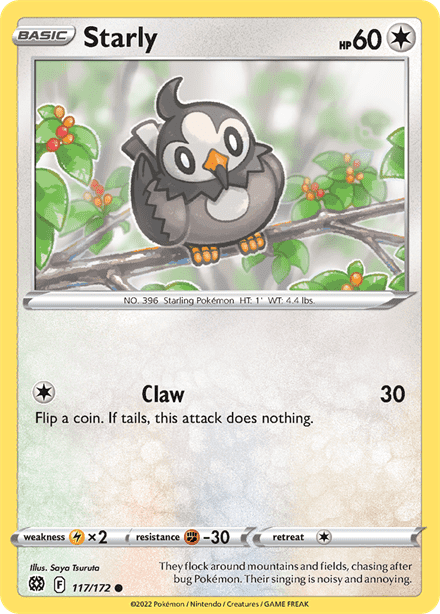 BASIC Starly HP60
NO. 396 Starling Pokémon HT: 1' WT: 4.4 lbs.
Claw 30
Flip a coin. If tails, this attack does nothing.
weakness ×2 resistance -30 retreat
Illus. Saya Tsuruta
F 117/172
They flock around mountains and fields, chasing after
bug Pokémon. Their singing is noisy and annoying.
©2022 Pokémon / Nintendo / Creatures / GAME FREAK